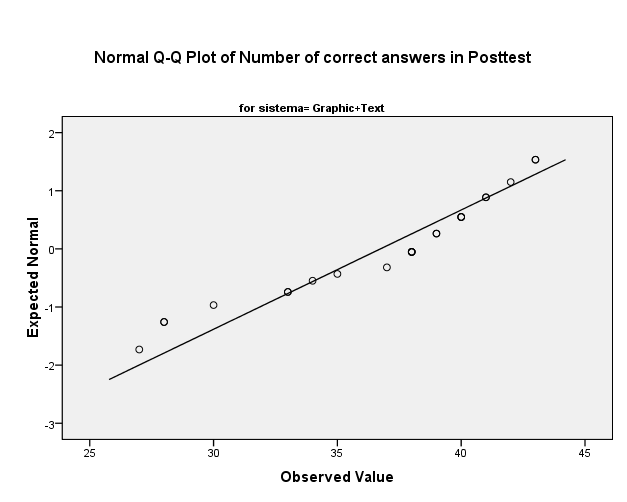 Normal Q-Q Plot of Number of correct answers in Posttest
for sistema= Graphic+Text
2
1
0
-1
-2
-3
Expected Normal
25 30 35 40 45
Observed Value